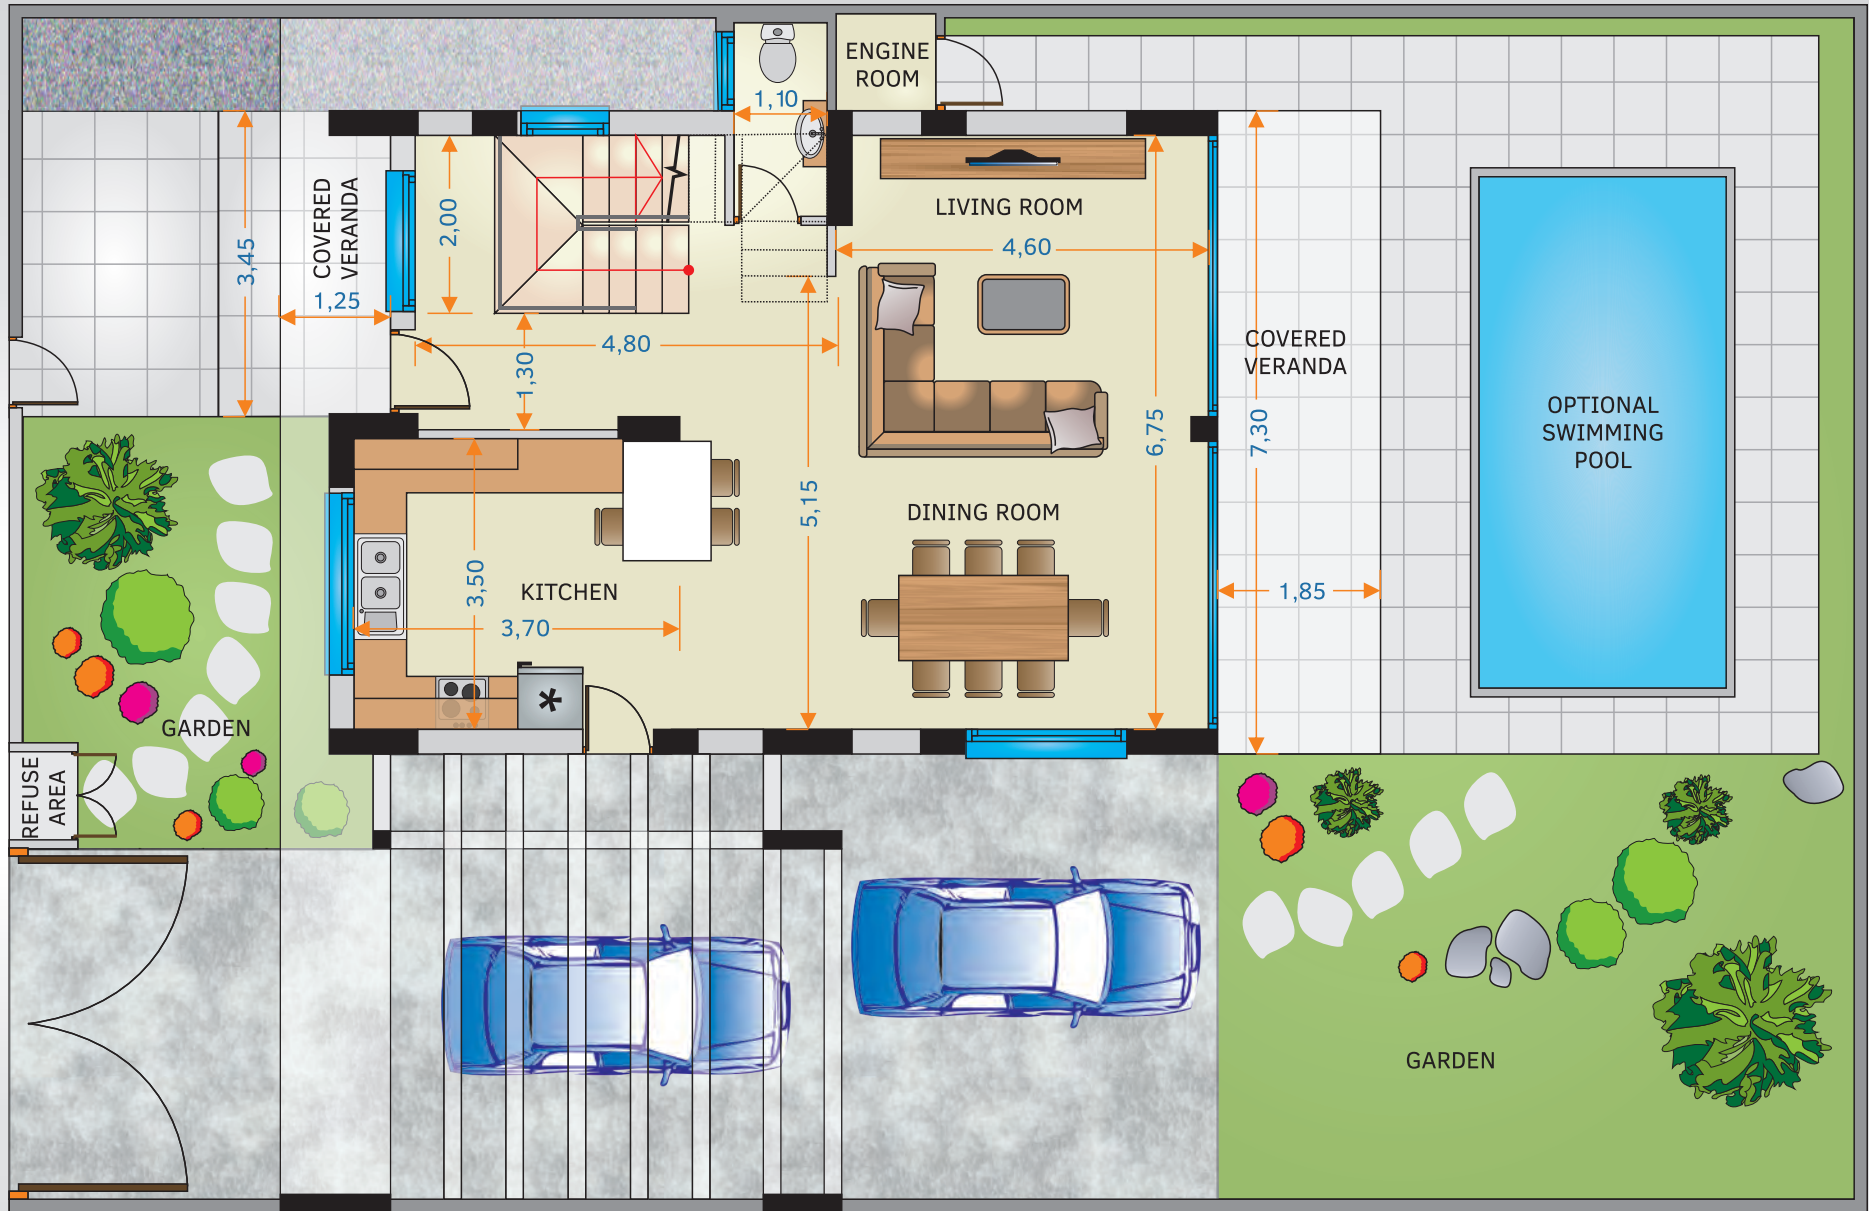 ENGINE
ROOM
1,10
LIVING ROOM
4,60
COVERED
VERANDA
2,00
3,45
1,25
4,80
1,30
COVERED
VERANDA
7,30
6,75
OPTIONAL
SWIMMING
POOL
5,15
DINING ROOM
3,50
KITCHEN
3,70
1,85
*
GARDEN
REFUSE
AREA
GARDEN